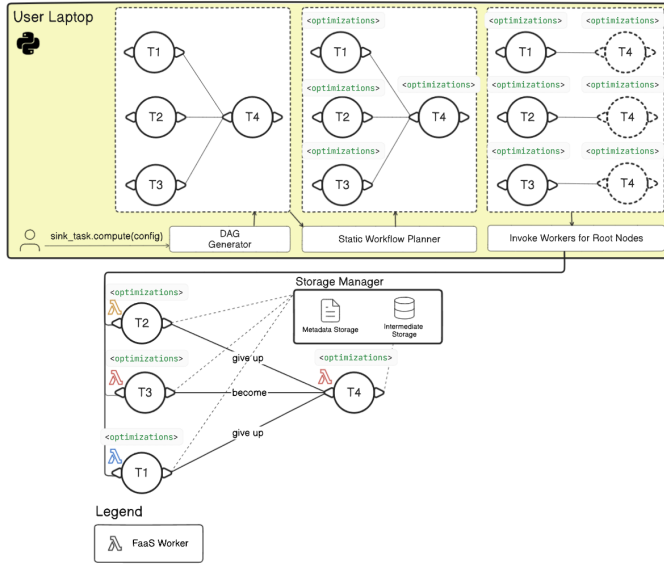 User Laptop
T1
T2
T3
T4
<optimizations>
T1
<optimizations>
T2
<optimizations>
T3
<optimizations>
T4
<optimizations>
<optimizations>
T1
T4
<optimizations>
<optimizations>
T2
T4
<optimizations>
<optimizations>
T3
T4
sink_task.compute(config)
DAG
Generator
Static Workflow Planner
Invoke Workers for Root Nodes
Storage Manager
Metadata Storage
Intermediate
Storage
<optimizations>
T2
give up
<optimizations>
T3
become
<optimizations>
T4
give up
<optimizations>
T1
Legend
FaaS Worker